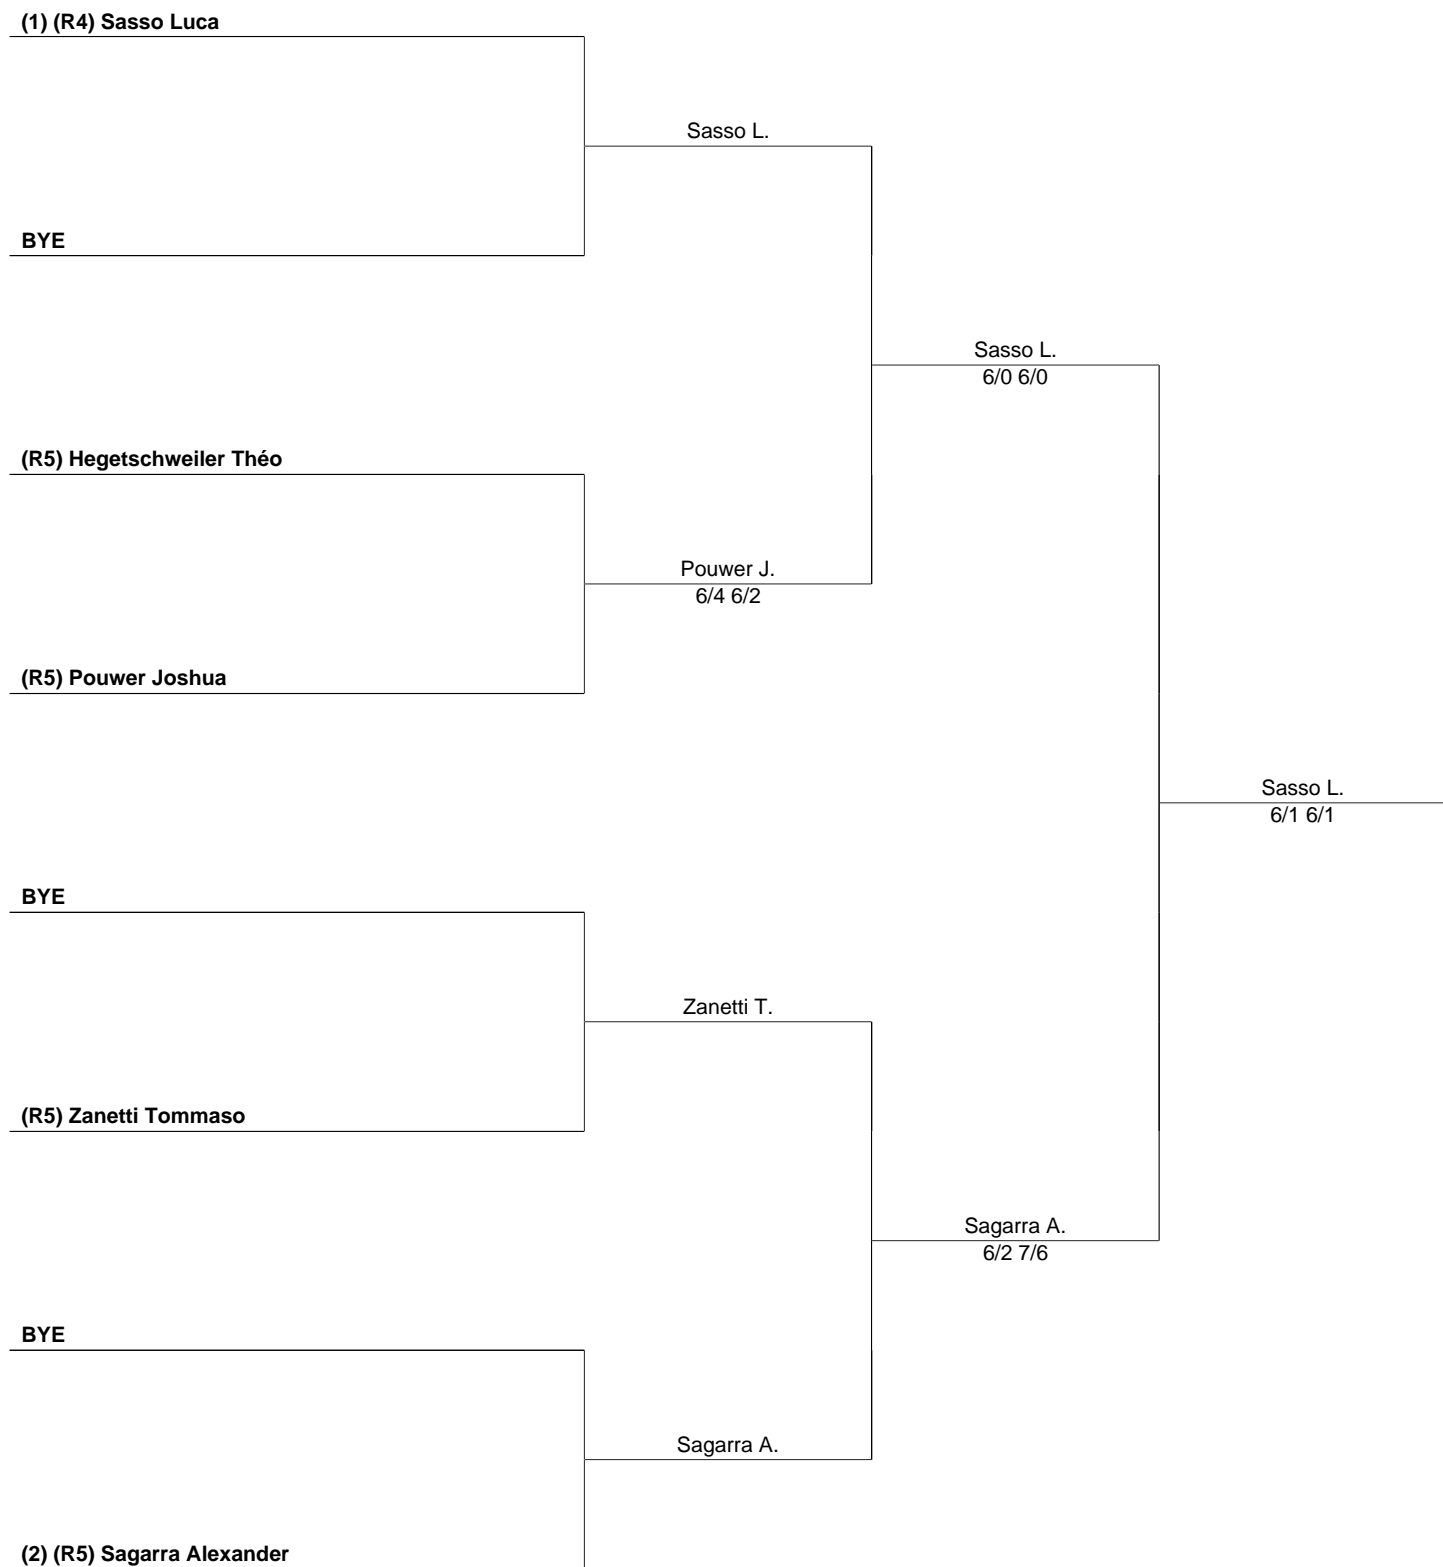 (1) (R4) Sasso Luca
Sasso L.
BYE
Sasso L.
6/0 6/0
(R5) Hegetschweiler Théo
Pouwer J.
6/4 6/2
(R5) Pouwer Joshua
Sasso L.
6/1 6/1
BYE
Zanetti T.
(R5) Zanetti Tommaso
Sagarra A.
6/2 7/6
BYE
Sagarra A.
(2) (R5) Sagarra Alexander